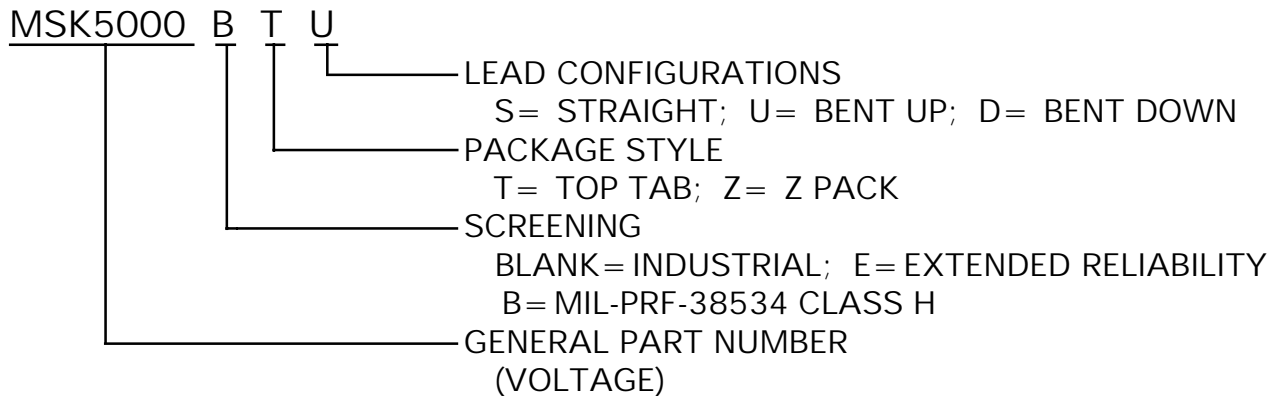 MSK5000 B T U
LEAD CONFIGURATIONS
S= STRAIGHT; U= BENT UP; D= BENT DOWN
PACKAGE STYLE
T= TOP TAB; Z= Z PACK
SCREENING
BLANK=INDUSTRIAL; E=EXTENDED RELIABILITY
B=MIL-PRF-38534 CLASS H
GENERAL PART NUMBER
(VOLTAGE)